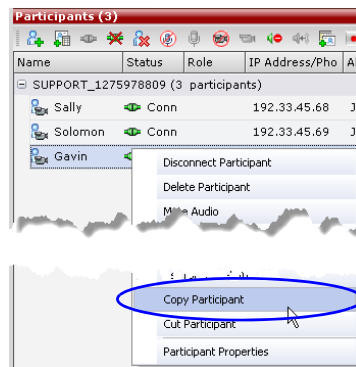 Participants (3)
Name Status Role IP Address/Pho
SUPPORT_1275978809 (3 participants)
Sally Conn 192.33.45.68 J
Solomon Conn 192.33.45.69 J
Gavin
Disconnect Participant
Delete Participant
Mute Audio
Copy Participant
Cut Participant
Participant Properties